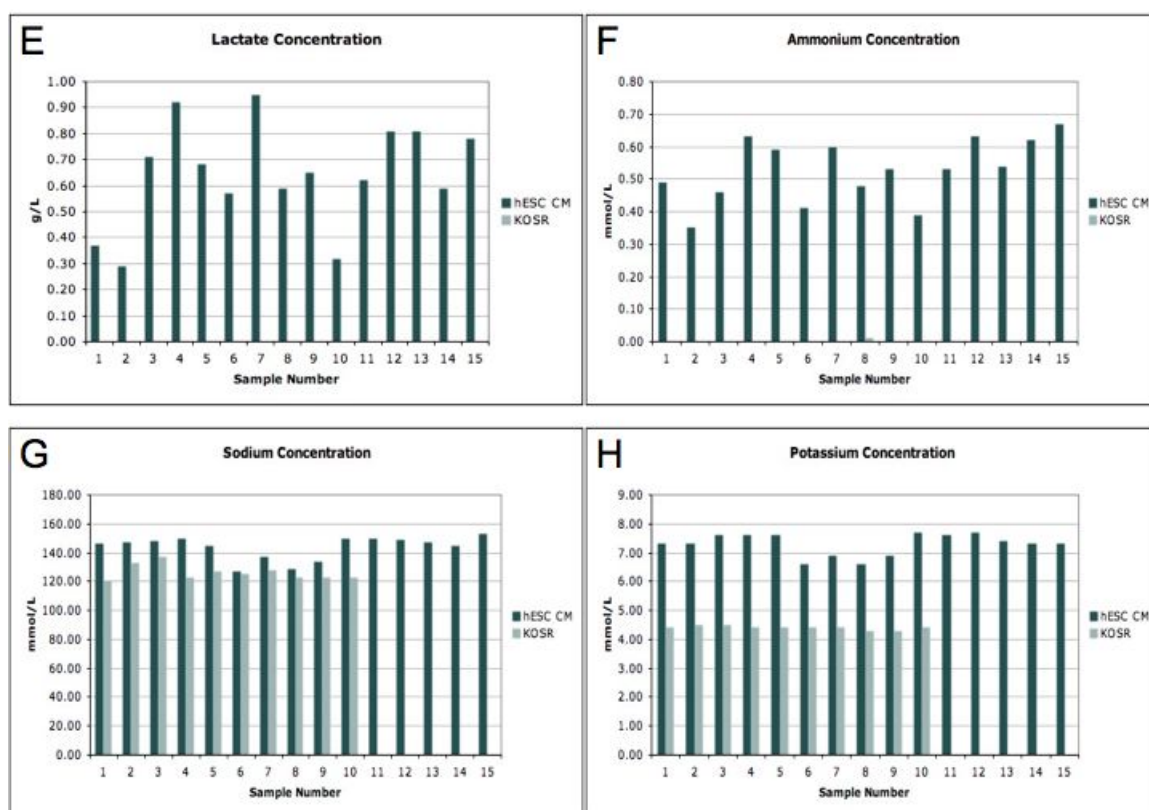 E
Lactate Concentration
1.00
0.90
0.80
0.70
0.60
0.50
0.40
0.30
0.20
0.10
0.00
g/L
1 2 3 4 5 6 7 8 9 10 11 12 13 14 15
Sample Number
hESC CM
KOSR
F
Ammonium Concentration
0.80
0.70
0.60
0.50
0.40
0.30
0.20
0.10
0.00
mmol/L
1 2 3 4 5 6 7 8 9 10 11 12 13 14 15
Sample Number
hESC CM
KOSR
G
Sodium Concentration
180.00
160.00
140.00
120.00
100.00
80.00
60.00
40.00
20.00
0.00
mmol/L
1 2 3 4 5 6 7 8 9 10 11 12 13 14 15
Sample Number
hESC CM
KOSR
H
Potassium Concentration
9.00
8.00
7.00
6.00
5.00
4.00
3.00
2.00
1.00
0.00
mmol/L
1 2 3 4 5 6 7 8 9 10 11 12 13 14 15
Sample Number
hESC CM
KOSR